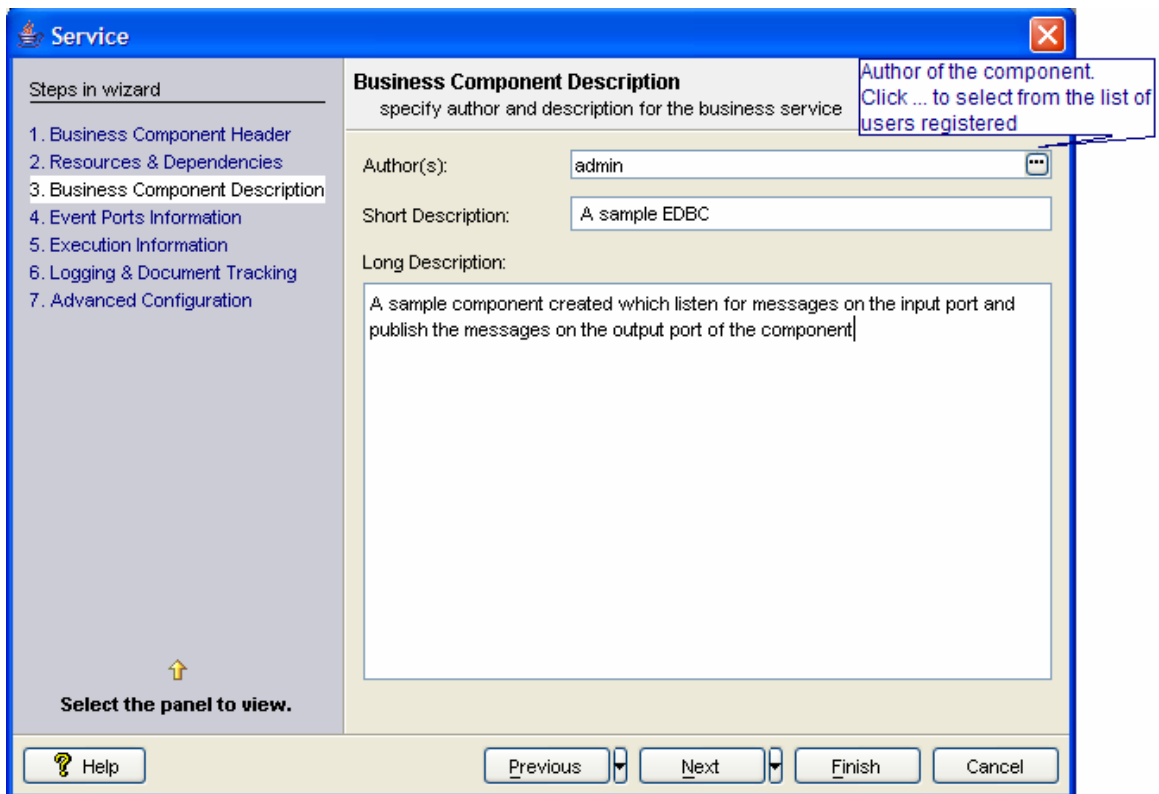 Service
Author of the component.
Click ... to select from the list of
users registered
Steps in wizard
1. Business Component Header
2. Resources & Dependencies
3. Business Component Description
4. Event Ports Information
5. Execution Information
6. Logging & Document Tracking
7. Advanced Configuration
Select the panel to view.
Business Component Description
specify author and description for the business service
Author(s): admin ...
Short Description: A sample EDBC
Long Description:
A sample component created which listen for messages on the input port and
publish the messages on the output port of the component
? Help Previous Next Finish Cancel